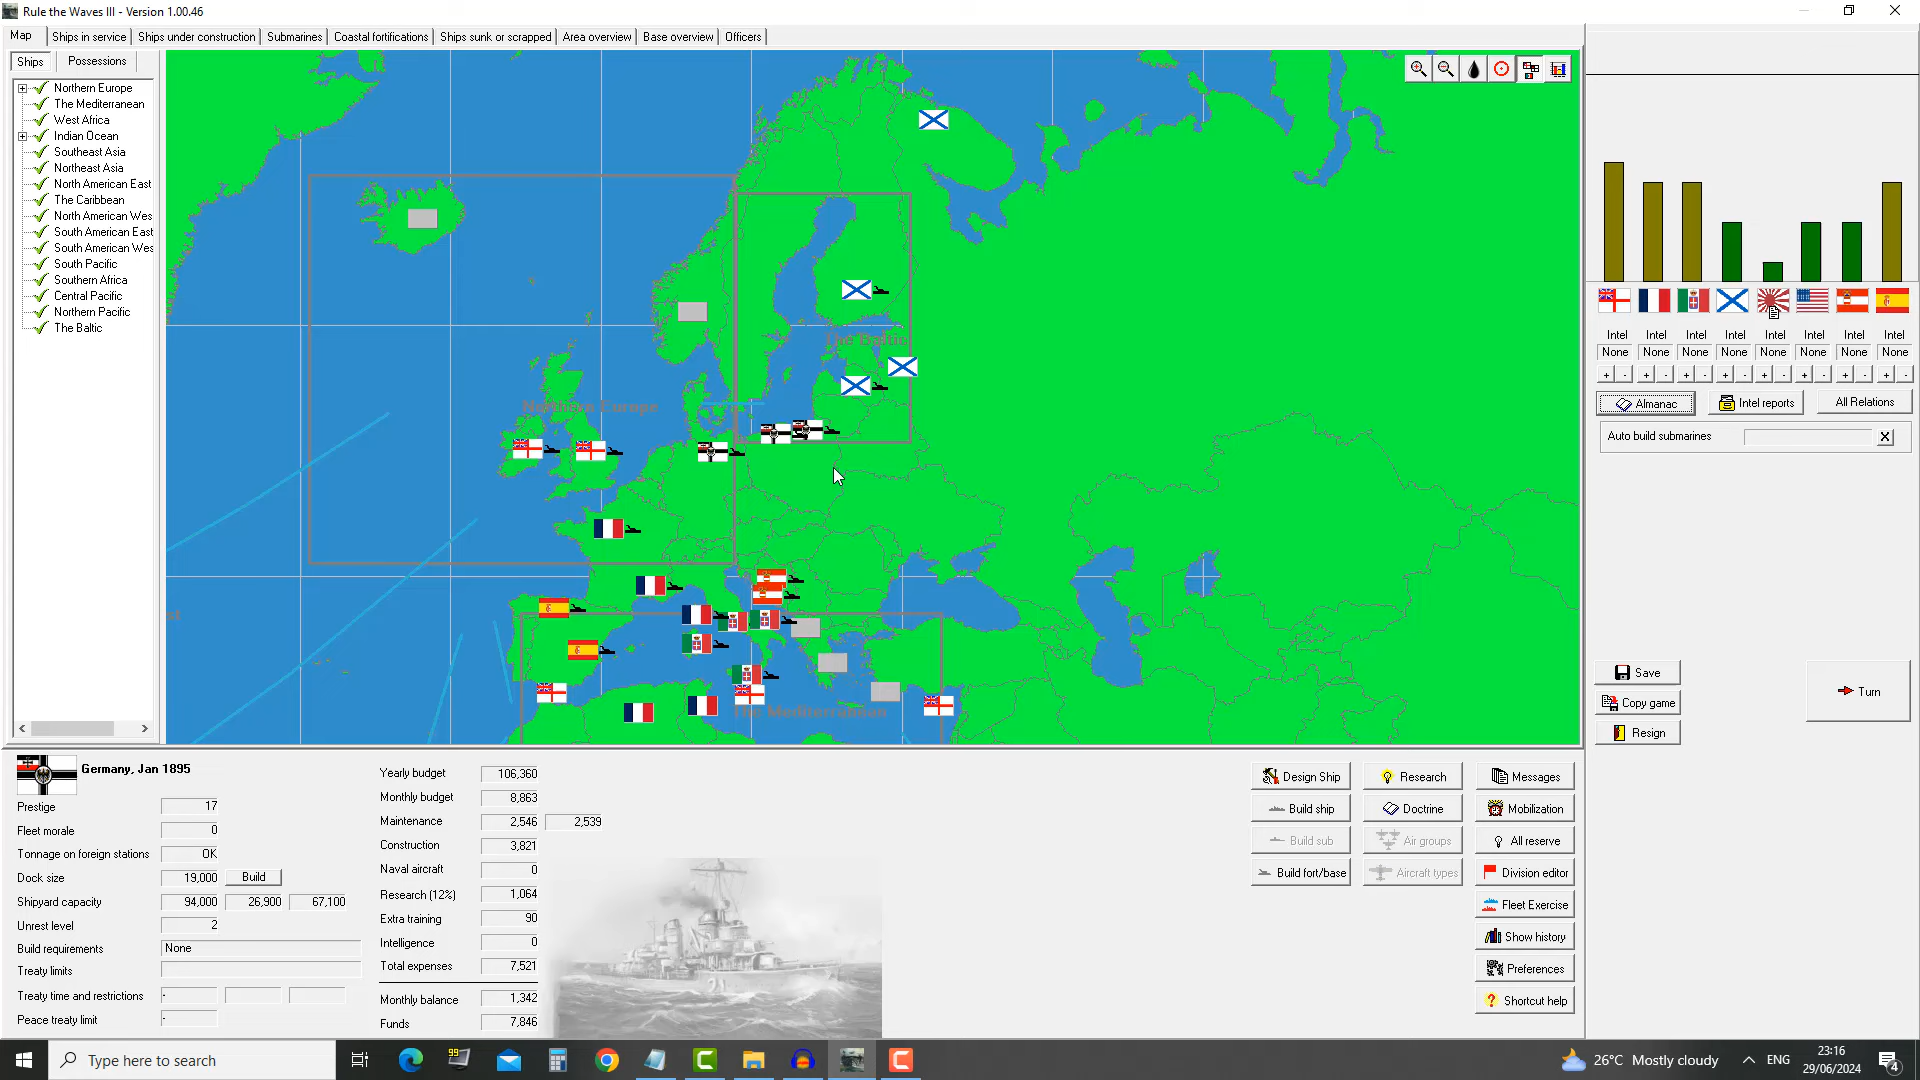 Rule the Waves III - Version 1.00.46
Map
Ships in service
Ships under construction
Submarines
Coastal fortifications
Ships sunk or scrapped
Area overview
Base overview
Officers
Ships
Possessions
Northern Europe
The Mediterranean
West Africa
Indian Ocean
Southeast Asia
Northeast Asia
North American East
The Caribbean
North American Wes
South American East
South American Wes
South Pacific
Southern Africa
Central Pacific
Northern Pacific
The Baltic
The Baltic
Northern Europe
The Mediterranean
Intel Intel Intel Intel Intel Intel Intel Intel
None None None None None None None None
+ - + - + - + - + - + - + - + -
Almanac
Intel reports
All Relations
Auto build submarines
X
Save
Copy game
Resign
Turn
Germany, Jan 1895
Prestige 17
Fleet morale 0
Tonnage on foreign stations OK
Dock size 19,000 Build
Shipyard capacity 94,000 26,900 67,100
Unrest level 2
Build requirements None
Treaty limits
Treaty time and restrictions -
Peace treaty limit -
Yearly budget 106,360
Monthly budget 8,863
Maintenance 2,546 2,539
Construction 3,821
Naval aircraft 0
Research (12%) 1,064
Extra training 90
Intelligence 0
Total expenses 7,521
Monthly balance 1,342
Funds 7,846
Design Ship
Research
Messages
Build ship
Doctrine
Mobilization
Build sub
Air groups
All reserve
Build fort/base
Aircraft types
Division editor
Fleet Exercise
Show history
Preferences
Shortcut help
Type here to search
99
26°C Mostly cloudy
ENG
23:16
29/06/2024
4